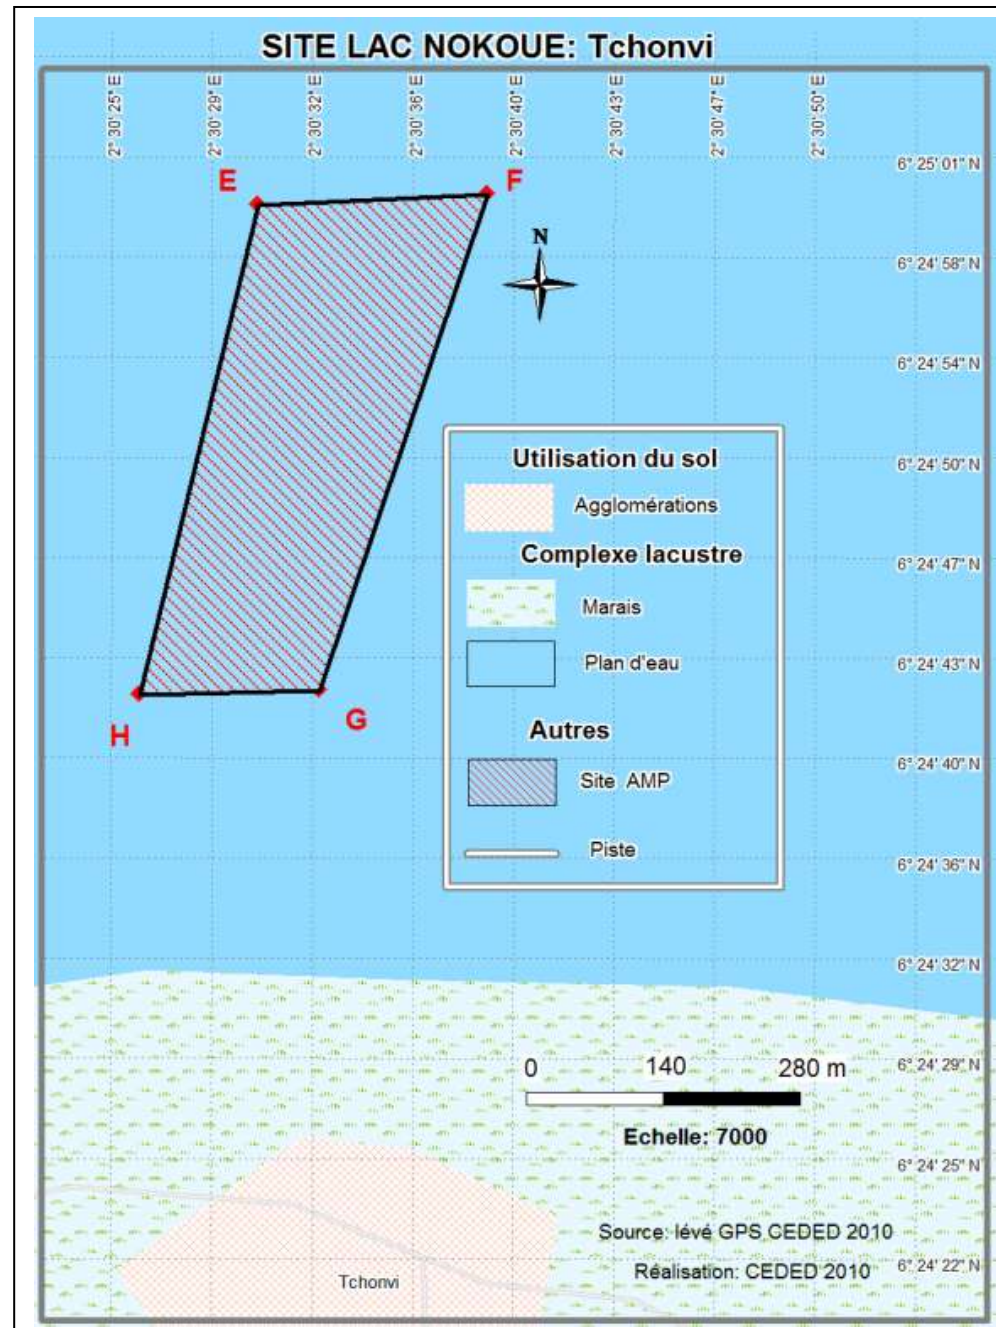 SITE LAC NOKOUE: Tchonvi
2° 30' 25" E
2° 30' 29" E
2° 30' 32" E
2° 30' 36" E
2° 30' 40" E
2° 30' 43" E
2° 30' 47" E
2° 30' 50" E
6° 25' 01" N
E
F
N
6° 24' 58" N
6° 24' 54" N
Utilisation du sol
6° 24' 50" N
Agglomérations
Complexe lacustre
6° 24' 47" N
Marais
Plan d'eau
6° 24' 43" N
H
G
Autres
6° 24' 40" N
Site AMP
Piste
6° 24' 36" N
6° 24' 32" N
0 140 280 m
6° 24' 29" N
Echelle: 7000
6° 24' 25" N
Source: lévé GPS CEDED 2010
Réalisation: CEDED 2010
6° 24' 22" N
Tchonvi